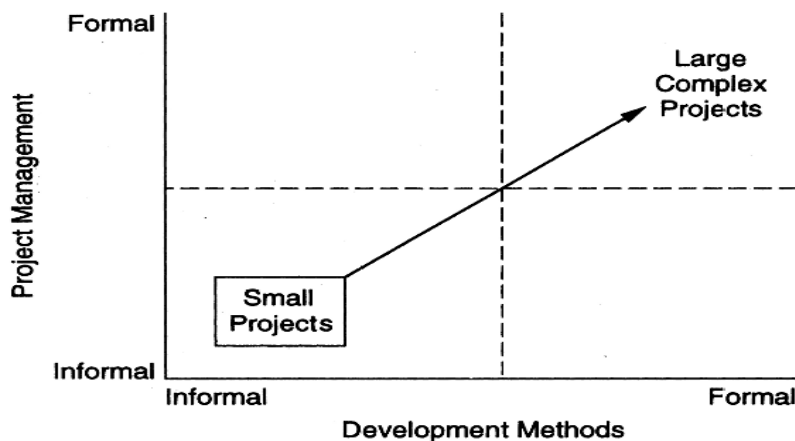 Formal
Large
Complex
Projects
Project Management
Small
Projects
Informal
Informal
Formal
Development Methods